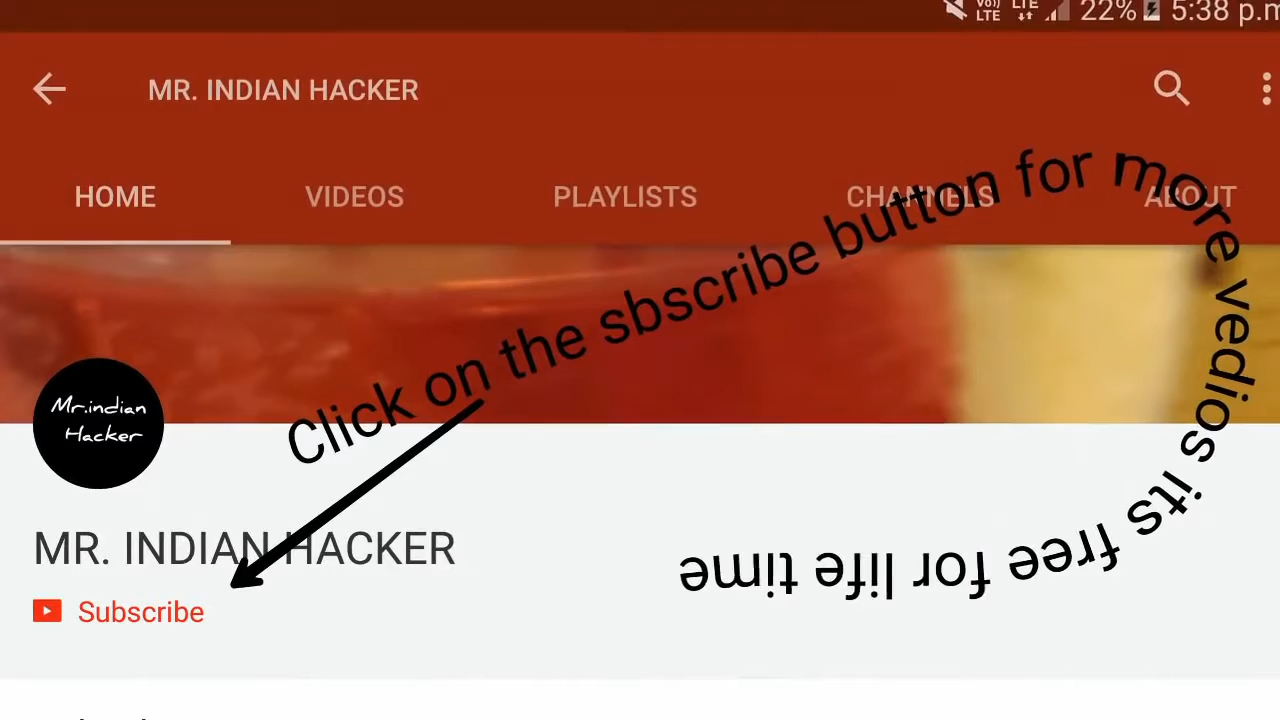 Vo)) LTE LTE 22% 5:38 p.m
MR. INDIAN HACKER
HOME VIDEOS PLAYLISTS CHANNELS ABOUT
Click on the sbscribe button for more vedios its free for lifе time
Mr.indian
Hacker
MR. INDIAN HACKER
Subscribe